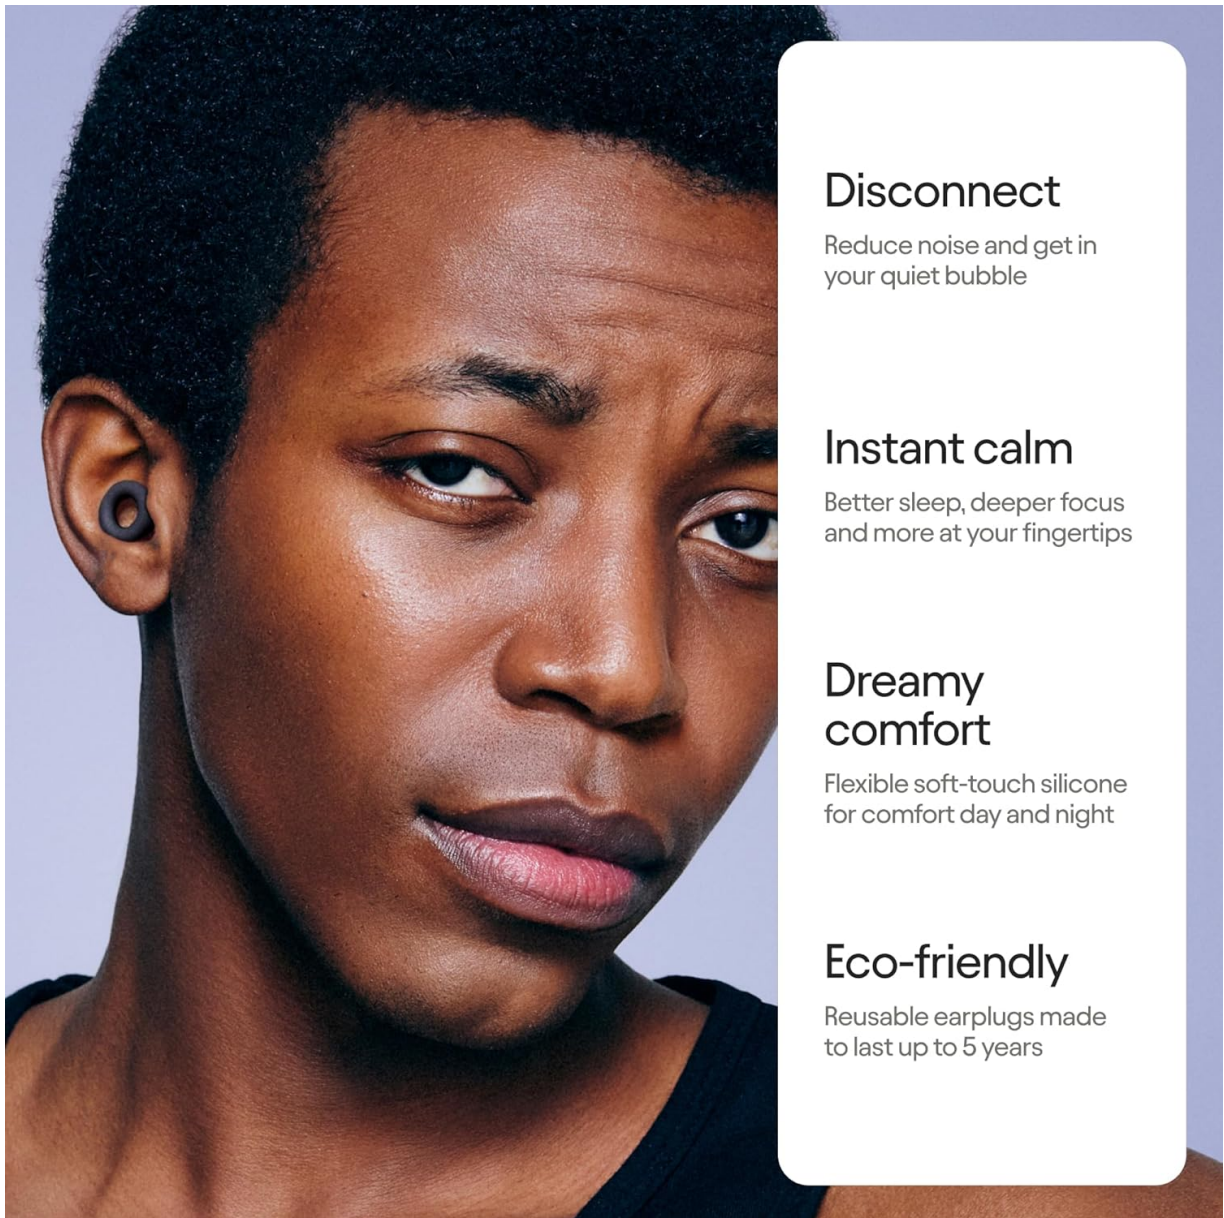 Disconnect
Reduce noise and get in
your quiet bubble
Instant calm
Better sleep, deeper focus
and more at your fingertips
Dreamy
comfort
Flexible soft-touch silicone
for comfort day and night
Eco-friendly
Reusable earplugs made
to last up to 5 years